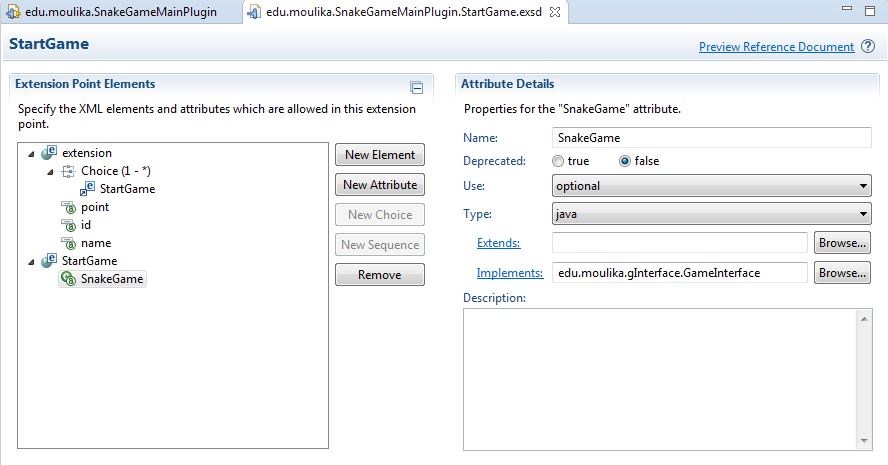 edu.moulika.SnakeGameMainPlugin
edu.moulika.SnakeGameMainPlugin.StartGame.exsd
StartGame
Preview Reference Document
Extension Point Elements
Specify the XML elements and attributes which are allowed in this extension
point.
extension
Choice (1 - *)
StartGame
point
id
name
StartGame
SnakeGame
New Element
New Attribute
New Choice
New Sequence
Remove
Attribute Details
Properties for the "SnakeGame" attribute.
Name: SnakeGame
Deprecated: true false
Use: optional
Type: java
Extends: Browse...
Implements: edu.moulika.gInterface.GameInterface Browse...
Description: